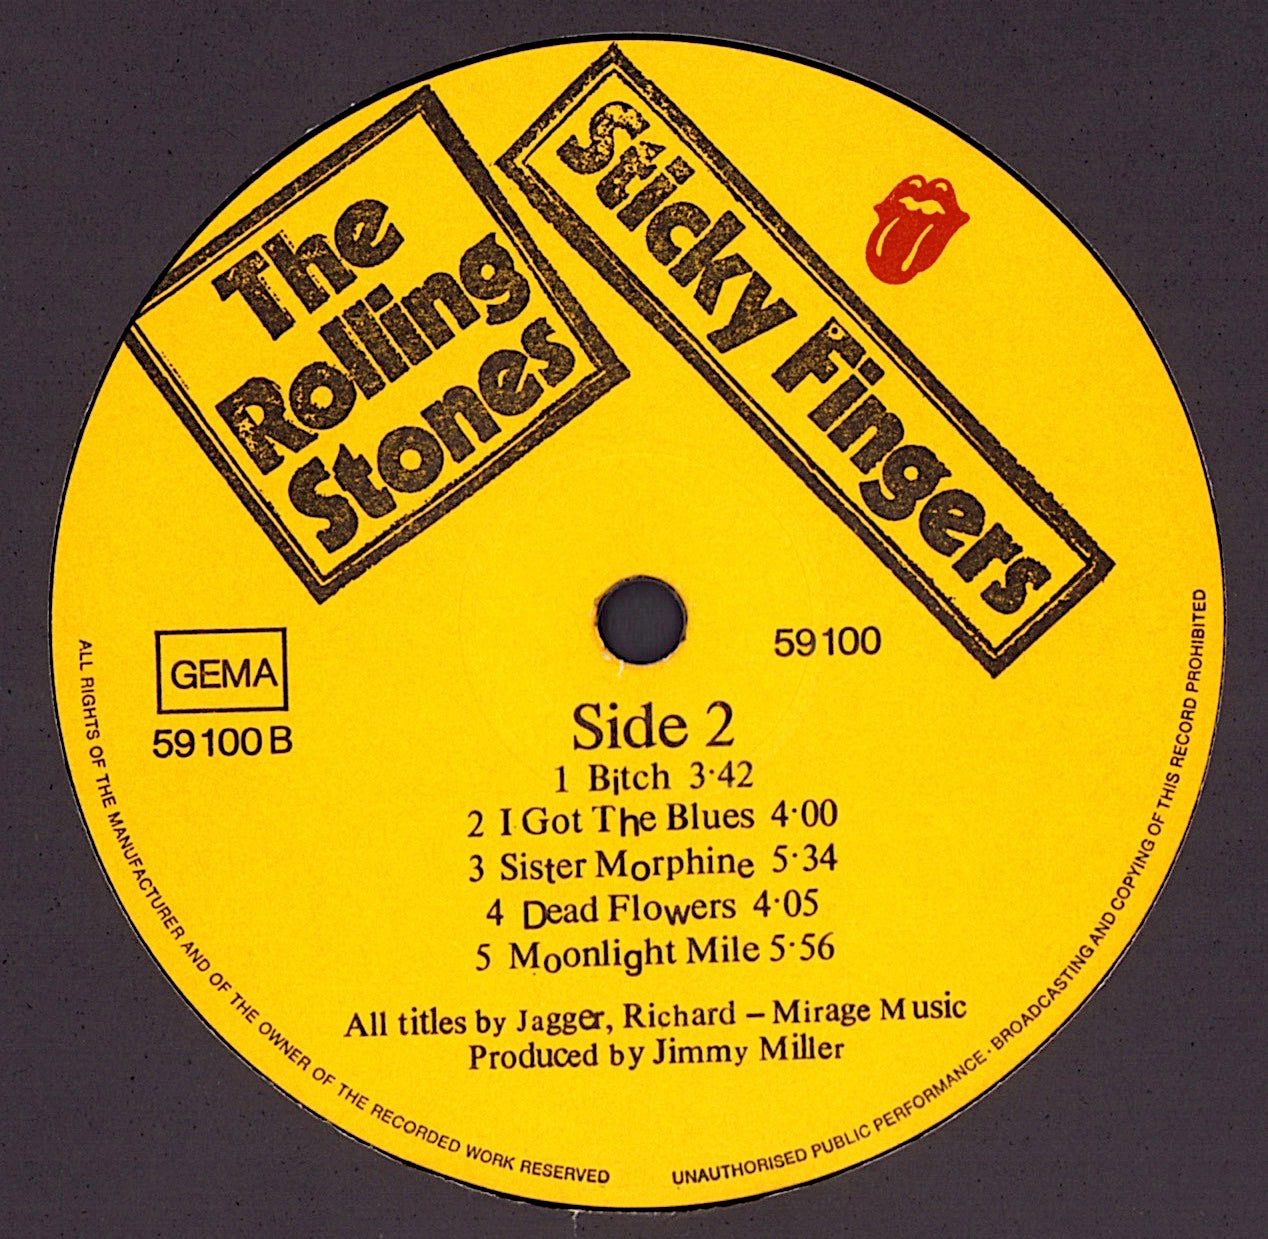 The
Rolling
Stones
Sticky Fingers
GEMA
59100 B
59100
Side 2
1 Bitch 3·42
2 I Got The Blues 4·00
3 Sister Morphine 5·34
4 Dead Flowers 4·05
5 Moonlight Mile 5·56
All titles by Jagger, Richard – Mirage Music
Produced by Jimmy Miller
ALL RIGHTS OF THE MANUFACTURER AND OF THE OWNER OF THE RECORDED WORK RESERVED
UNAUTHORISED PUBLIC PERFORMANCE · BROADCASTING AND COPYING OF THIS RECORD PROHIBITED